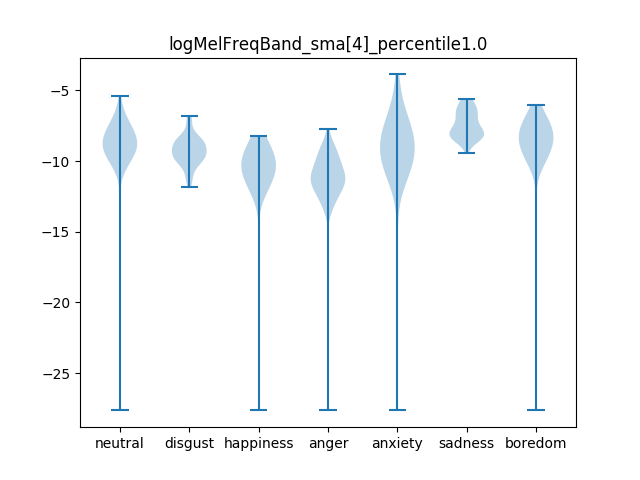 logMelFreqBand_sma[4]_percentile1.0
−5
−10
−15
−20
−25
neutral disgust happiness anger anxiety sadness boredom